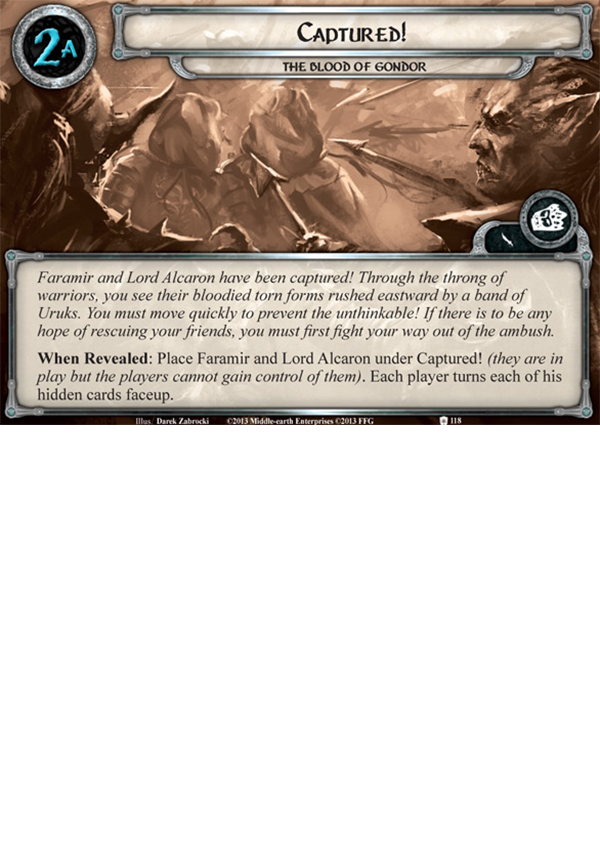 2A
CAPTURED!
THE BLOOD OF GONDOR
Faramir and Lord Alcaron have been captured! Through the throng of
warriors, you see their bloodied torn forms rushed eastward by a band of
Uruks. You must move quickly to prevent the unthinkable! If there is to be any
hope of rescuing your friends, you must first fight your way out of the ambush.
When Revealed: Place Faramir and Lord Alcaron under Captured! (they are in
play but the players cannot gain control of them). Each player turns each of his
hidden cards faceup.
Illus. Darek Zabrocki ©2013 Middle-earth Enterprises ©2013 FFG 118